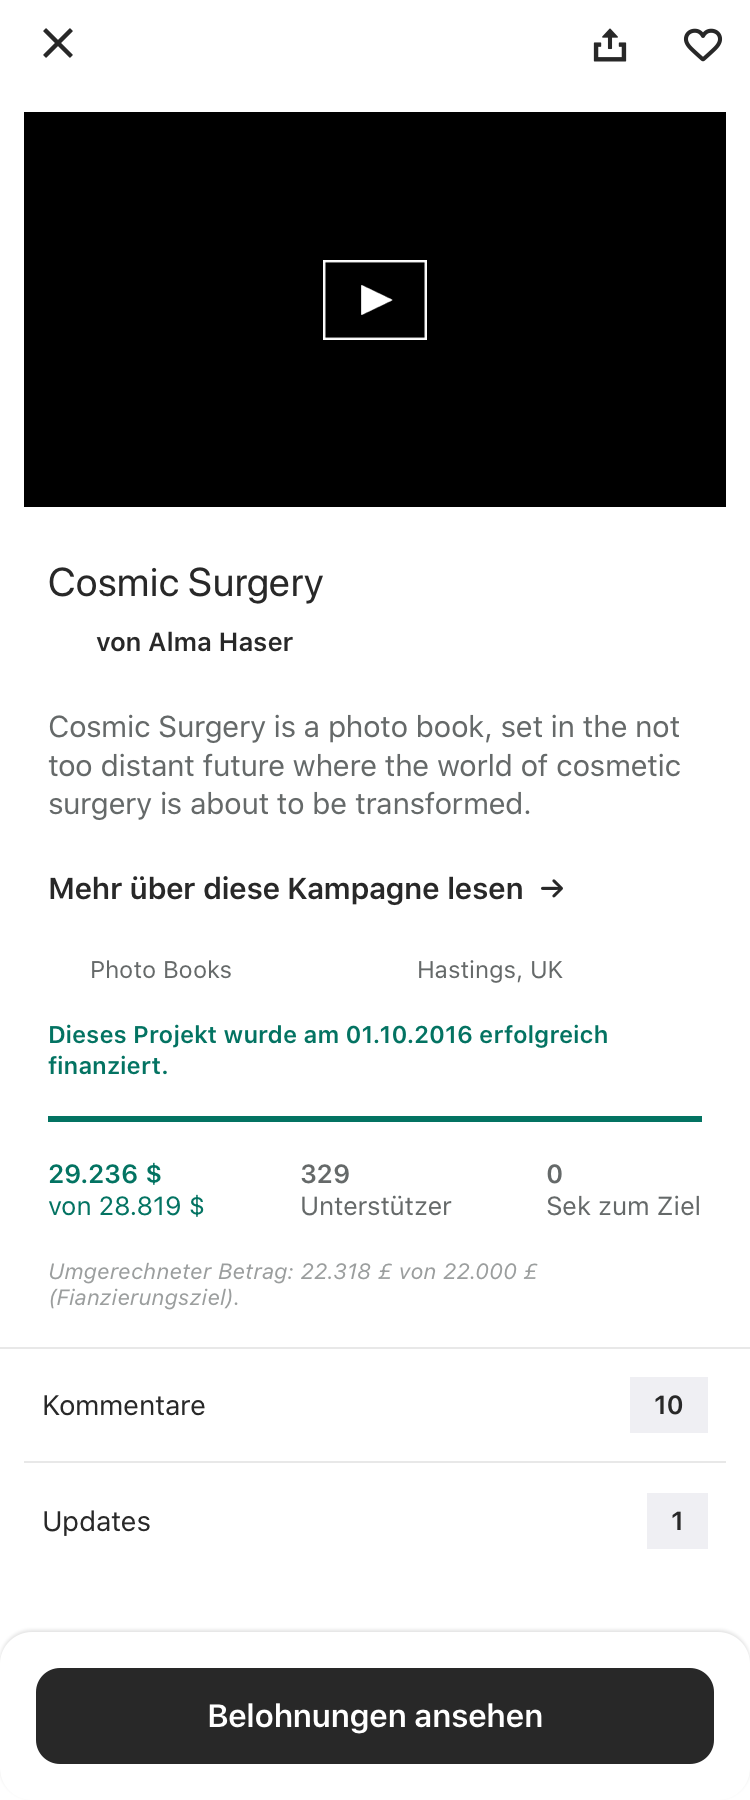 Cosmic Surgery
von Alma Haser
Cosmic Surgery is a photo book, set in the not
too distant future where the world of cosmetic
surgery is about to be transformed.
Mehr über diese Kampagne lesen →
Photo Books
Hastings, UK
Dieses Projekt wurde am 01.10.2016 erfolgreich
finanziert.
29.236 $
von 28.819 $
329
Unterstützer
0
Sek zum Ziel
Umgerechneter Betrag: 22.318 £ von 22.000 £
(Fianzierungsziel).
Kommentare 10
Updates 1
Belohnungen ansehen